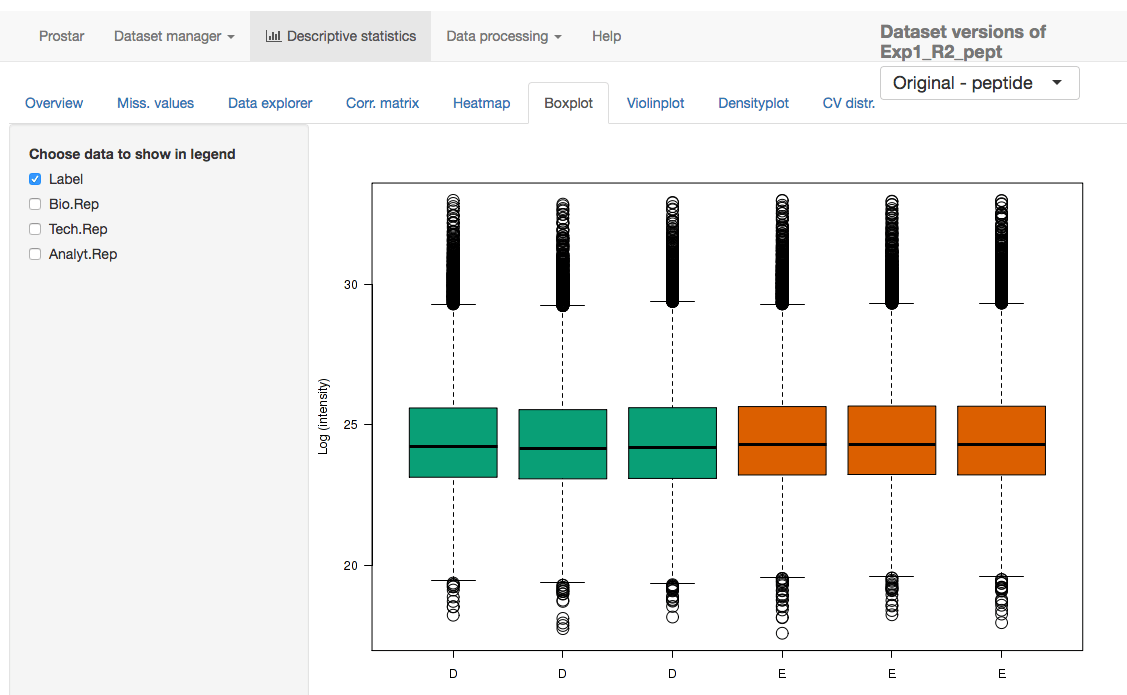 Prostar Dataset manager Descriptive statistics Data processing Help
Dataset versions of
Exp1_R2_pept
Original - peptide
Overview Miss. values Data explorer Corr. matrix Heatmap Boxplot Violinplot Densityplot CV distr.
Choose data to show in legend
Label
Bio.Rep
Tech.Rep
Analyt.Rep
Log (intensity)
30
25
20
D D D E E E